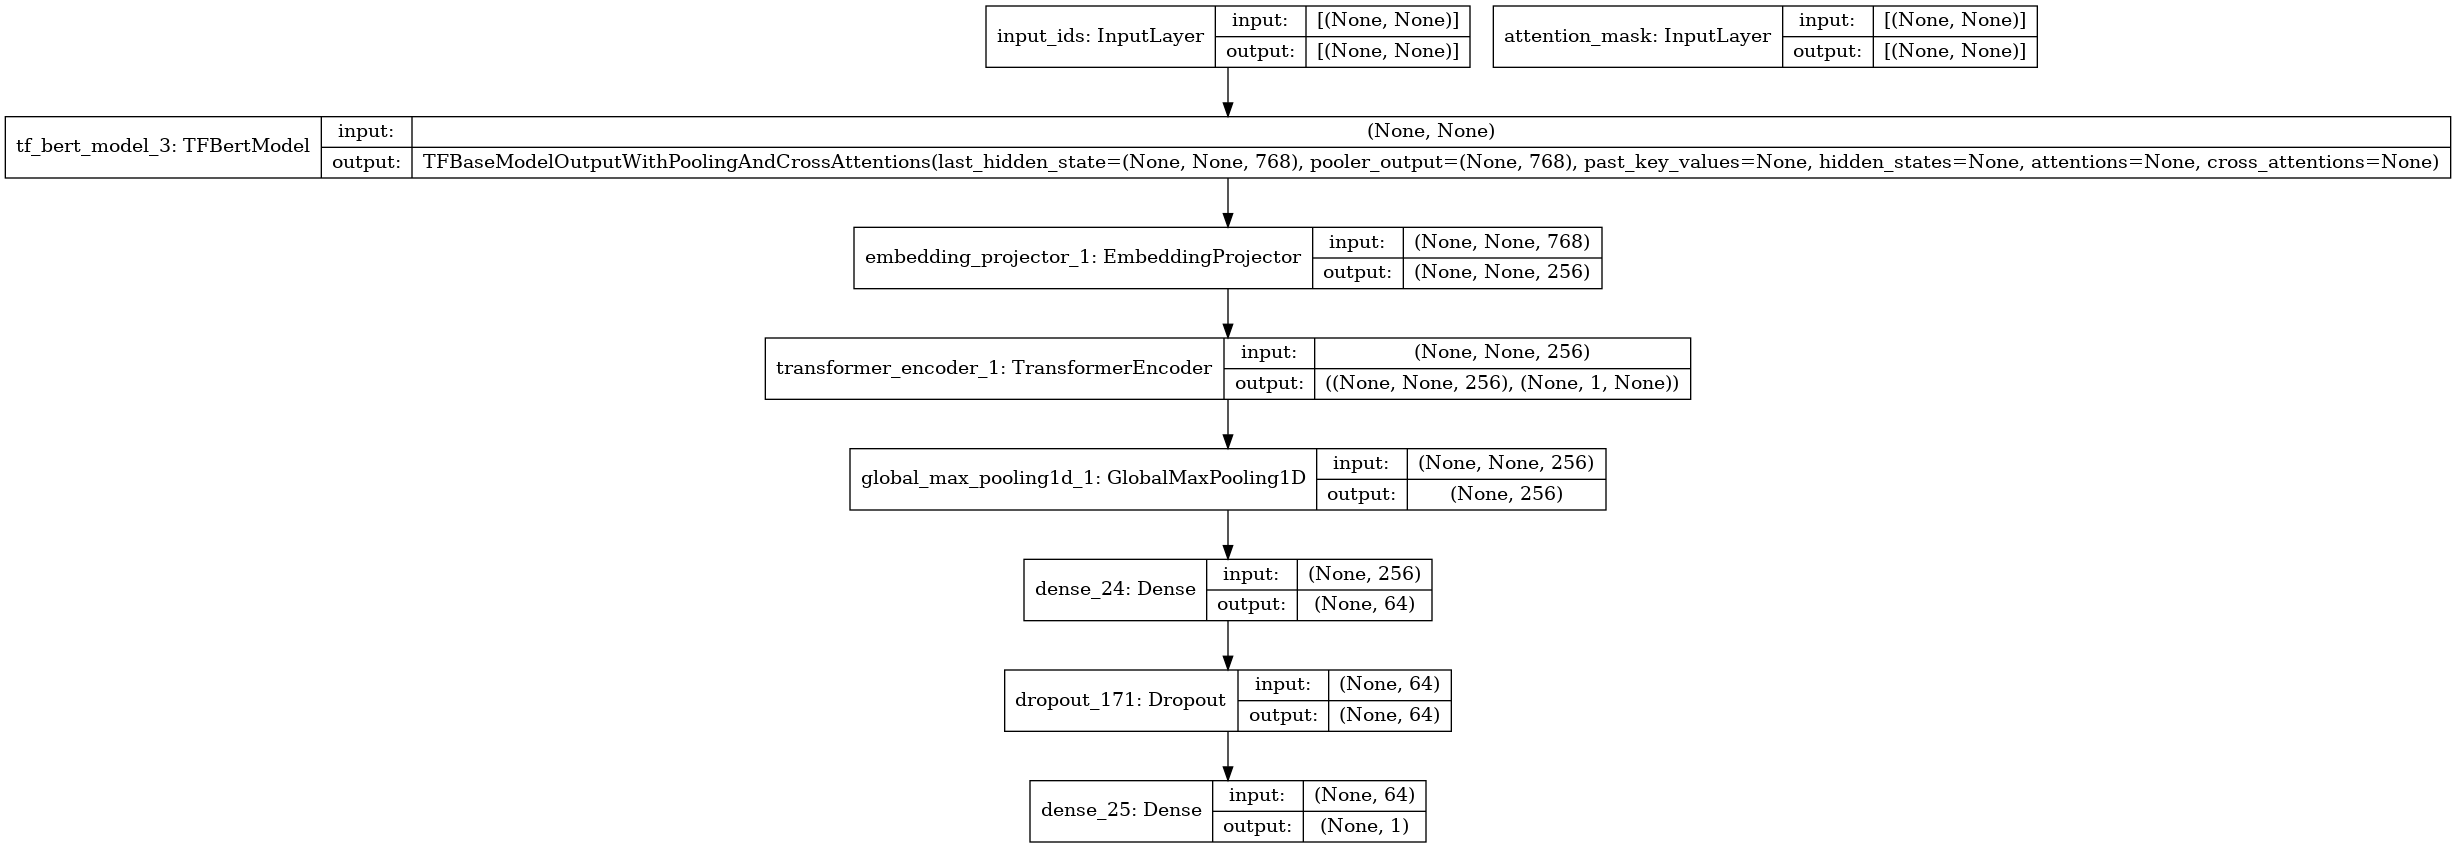 input_ids: InputLayer
input: [(None, None)]
output: [(None, None)]
attention_mask: InputLayer
input: [(None, None)]
output: [(None, None)]
tf_bert_model_3: TFBertModel
input: (None, None)
output: TFBaseModelOutputWithPoolingAndCrossAttentions(last_hidden_state=(None, None, 768), pooler_output=(None, 768), past_key_values=None, hidden_states=None, attentions=None, cross_attentions=None)
embedding_projector_1: EmbeddingProjector
input: (None, None, 768)
output: (None, None, 256)
transformer_encoder_1: TransformerEncoder
input: (None, None, 256)
output: ((None, None, 256), (None, 1, None))
global_max_pooling1d_1: GlobalMaxPooling1D
input: (None, None, 256)
output: (None, 256)
dense_24: Dense
input: (None, 256)
output: (None, 64)
dropout_171: Dropout
input: (None, 64)
output: (None, 64)
dense_25: Dense
input: (None, 64)
output: (None, 1)